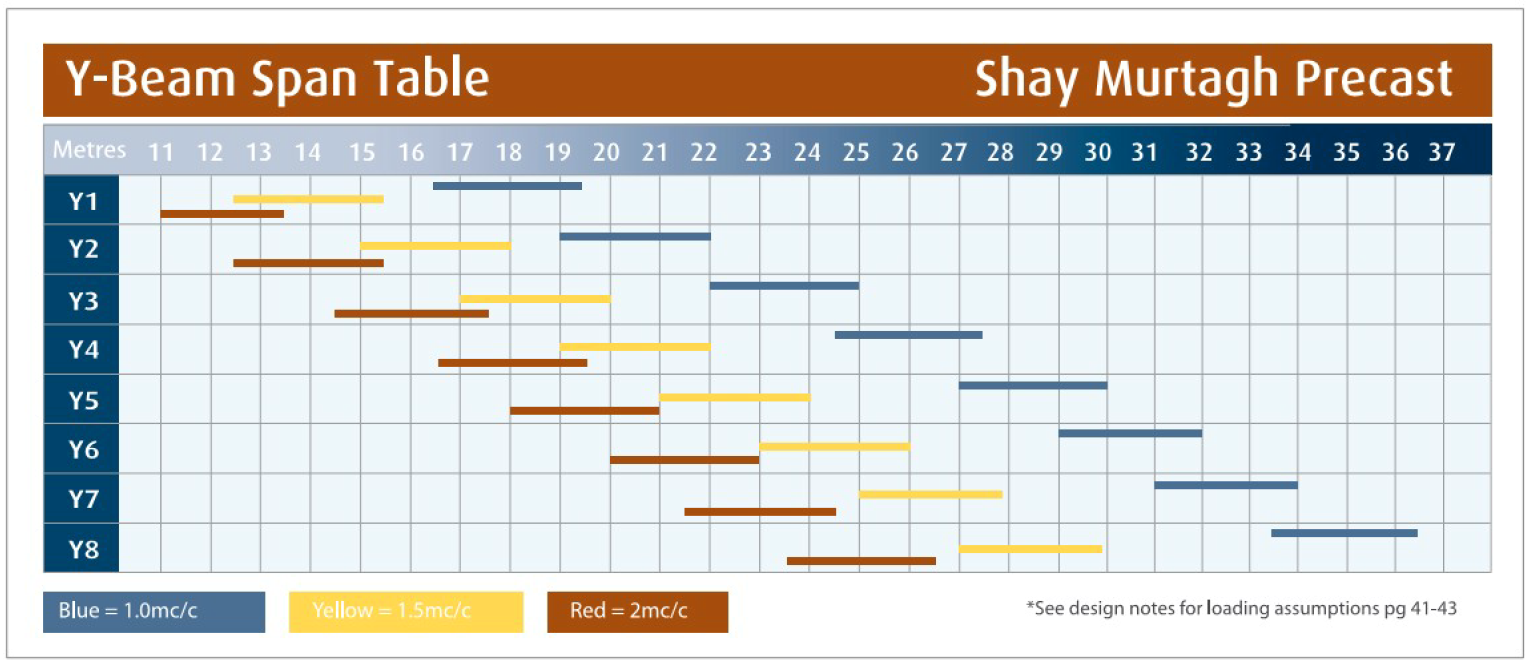 Y-Beam Span Table Shay Murtagh Precast
Metres 11 12 13 14 15 16 17 18 19 20 21 22 23 24 25 26 27 28 29 30 31 32 33 34 35 36 37
Y1
Y2
Y3
Y4
Y5
Y6
Y7
Y8
Blue = 1.0mc/c Yellow = 1.5mc/c Red = 2mc/c *See design notes for loading assumptions pg 41-43